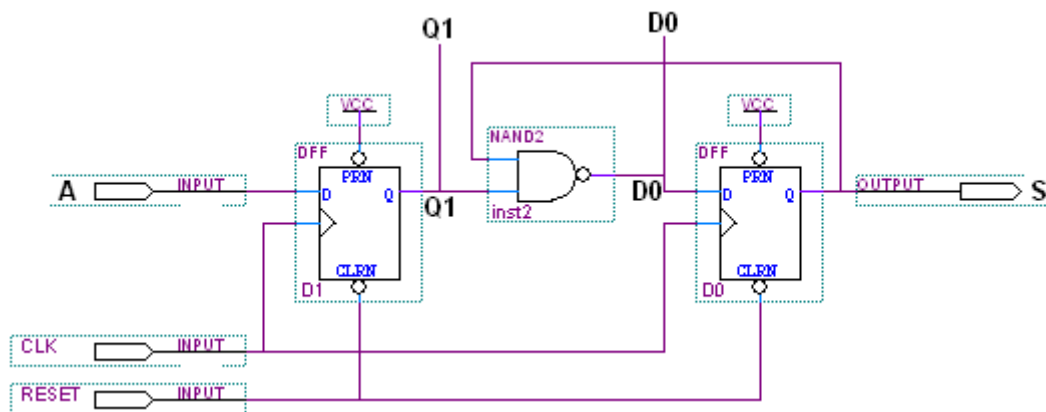 Q1
D0
VCC
VCC
NAND2
DFF
DFF
PRN
PRN
A
INPUT
D
Q
Q1
D0
D
Q
OUTPUT
S
inst2
CLRN
CLRN
D1
D0
CLK
INPUT
RESET
INPUT